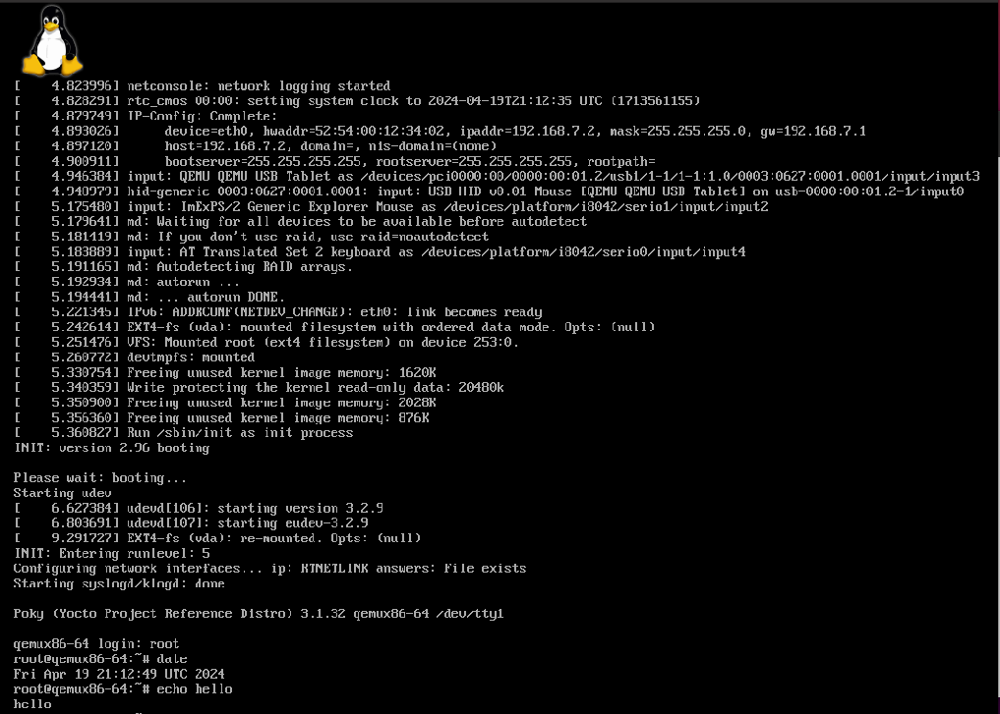 [    4.823996] netconsole: network logging started
[    4.828291] rtc_cmos 00:00: setting system clock to 2024-04-19T21:12:35 UTC (1713561155)
[    4.879749] IP-Config: Complete:
[    4.893026]      device=eth0, hwaddr=52:54:00:12:34:02, ipaddr=192.168.7.2, mask=255.255.255.0, gw=192.168.7.1
[    4.897120]      host=192.168.7.2, domain=, nis-domain=(none)
[    4.900911]      bootserver=255.255.255.255, rootserver=255.255.255.255, rootpath=
[    4.946384] input: QEMU QEMU USB Tablet as /devices/pci0000:00/0000:00:01.2/usb1/1-1/1-1:1.0/0003:0627:0001.0001/input/input3
[    4.948979] hid-generic 0003:0627:0001.0001: input: USB HID v0.01 Mouse [QEMU QEMU USB Tablet] on usb-0000:00:01.2-1/input0
[    5.175480] input: ImExPS/2 Generic Explorer Mouse as /devices/platform/i8042/serio1/input/input2
[    5.179641] md: Waiting for all devices to be available before autodetect
[    5.181419] md: If you don't use raid, use raid=noautodetect
[    5.183889] input: AT Translated Set 2 keyboard as /devices/platform/i8042/serio0/input/input4
[    5.191165] md: Autodetecting RAID arrays.
[    5.192934] md: autorun ...
[    5.194441] md: ... autorun DONE.
[    5.221345] IPv6: ADDRCONF(NETDEV_CHANGE): eth0: link becomes ready
[    5.242614] EXT4-fs (vda): mounted filesystem with ordered data mode. Opts: (null)
[    5.251476] VFS: Mounted root (ext4 filesystem) on device 253:0.
[    5.260772] devtmpfs: mounted
[    5.330754] Freeing unused kernel image memory: 1620K
[    5.340359] Write protecting the kernel read-only data: 20480k
[    5.350900] Freeing unused kernel image memory: 2028K
[    5.356360] Freeing unused kernel image memory: 876K
[    5.360827] Run /sbin/init as init process
INIT: version 2.96 booting
Please wait: booting...
Starting udev
[    6.627384] udevd[106]: starting version 3.2.9
[    6.803691] udevd[107]: starting eudev-3.2.9
[    9.291727] EXT4-fs (vda): re-mounted. Opts: (null)
INIT: Entering runlevel: 5
Configuring network interfaces... ip: RTNETLINK answers: File exists
Starting syslogd/klogd: done
Poky (Yocto Project Reference Distro) 3.1.32 qemux86-64 /dev/tty1
qemux86-64 login: root
root@qemux86-64:~# date
Fri Apr 19 21:12:49 UTC 2024
root@qemux86-64:~# echo hello
hello